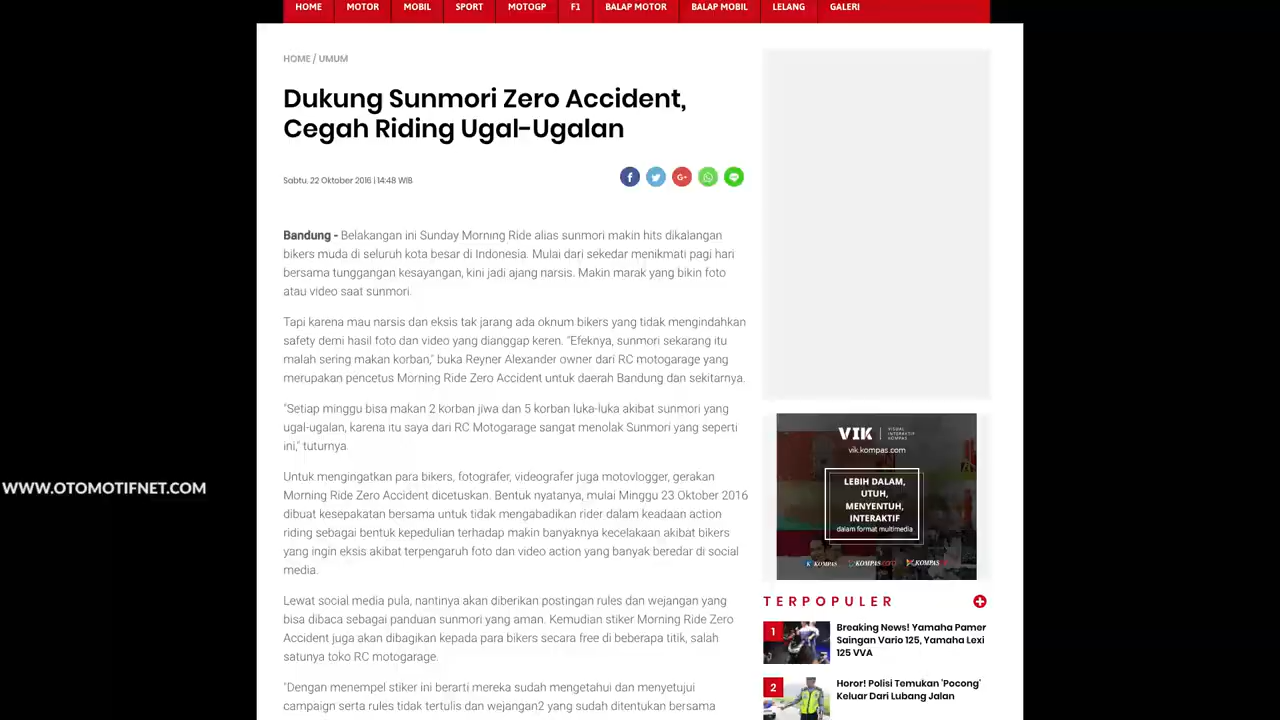 HOME MOTOR MOBIL SPORT MOTOGP F1 BALAP MOTOR BALAP MOBIL LELANG GALERI
HOME / UMUM
Dukung Sunmori Zero Accident,
Cegah Riding Ugal-Ugalan
Sabtu, 22 Oktober 2016 | 14:48 WIB
Bandung - Belakangan ini Sunday Morning Ride alias sunmori makin hits dikalangan
bikers muda di seluruh kota besar di Indonesia. Mulai dari sekedar menikmati pagi hari
bersama tunggangan kesayangan, kini jadi ajang narsis. Makin marak yang bikin foto
atau video saat sunmori.
Tapi karena mau narsis dan eksis tak jarang ada oknum bikers yang tidak mengindahkan
safety demi hasil foto dan video yang dianggap keren. "Efeknya, sunmori sekarang itu
malah sering makan korban," buka Reyner Alexander owner dari RC motogarage yang
merupakan pencetus Morning Ride Zero Accident untuk daerah Bandung dan sekitarnya.
"Setiap minggu bisa makan 2 korban jiwa dan 5 korban luka-luka akibat sunmori yang
ugal-ugalan, karena itu saya dari RC Motogarage sangat menolak Sunmori yang seperti
ini," tuturnya.
Untuk mengingatkan para bikers, fotografer, videografer juga motovlogger, gerakan
Morning Ride Zero Accident dicetuskan. Bentuk nyatanya, mulai Minggu 23 Oktober 2016
dibuat kesepakatan bersama untuk tidak mengabadikan rider dalam keadaan action
riding sebagai bentuk kepedulian terhadap makin banyaknya kecelakaan akibat bikers
yang ingin eksis akibat terpengaruh foto dan video action yang banyak beredar di social
media.
Lewat social media pula, nantinya akan diberikan postingan rules dan wejangan yang
bisa dibaca sebagai panduan sunmori yang aman. Kemudian stiker Morning Ride Zero
Accident juga akan dibagikan kepada para bikers secara free di beberapa titik, salah
satunya toko RC motogarage.
"Dengan menempel stiker ini berarti mereka sudah mengetahui dan menyetujui
campaign serta rules tidak tertulis dan wejangan2 yang sudah ditentukan bersama
WWW.OTOMOTIFNET.COM
VIK VISUAL
INTERAKTIF
KOMPAS
vik.kompas.com
LEBIH DALAM,
UTUH,
MENYENTUH,
INTERAKTIF
dalam format multimedia
KOMPAS
TERPOPULER
1 Breaking News! Yamaha Pamer
Saingan Vario 125, Yamaha Lexi
125 VVA
2 Horor! Polisi Temukan 'Pocong'
Keluar Dari Lubang Jalan